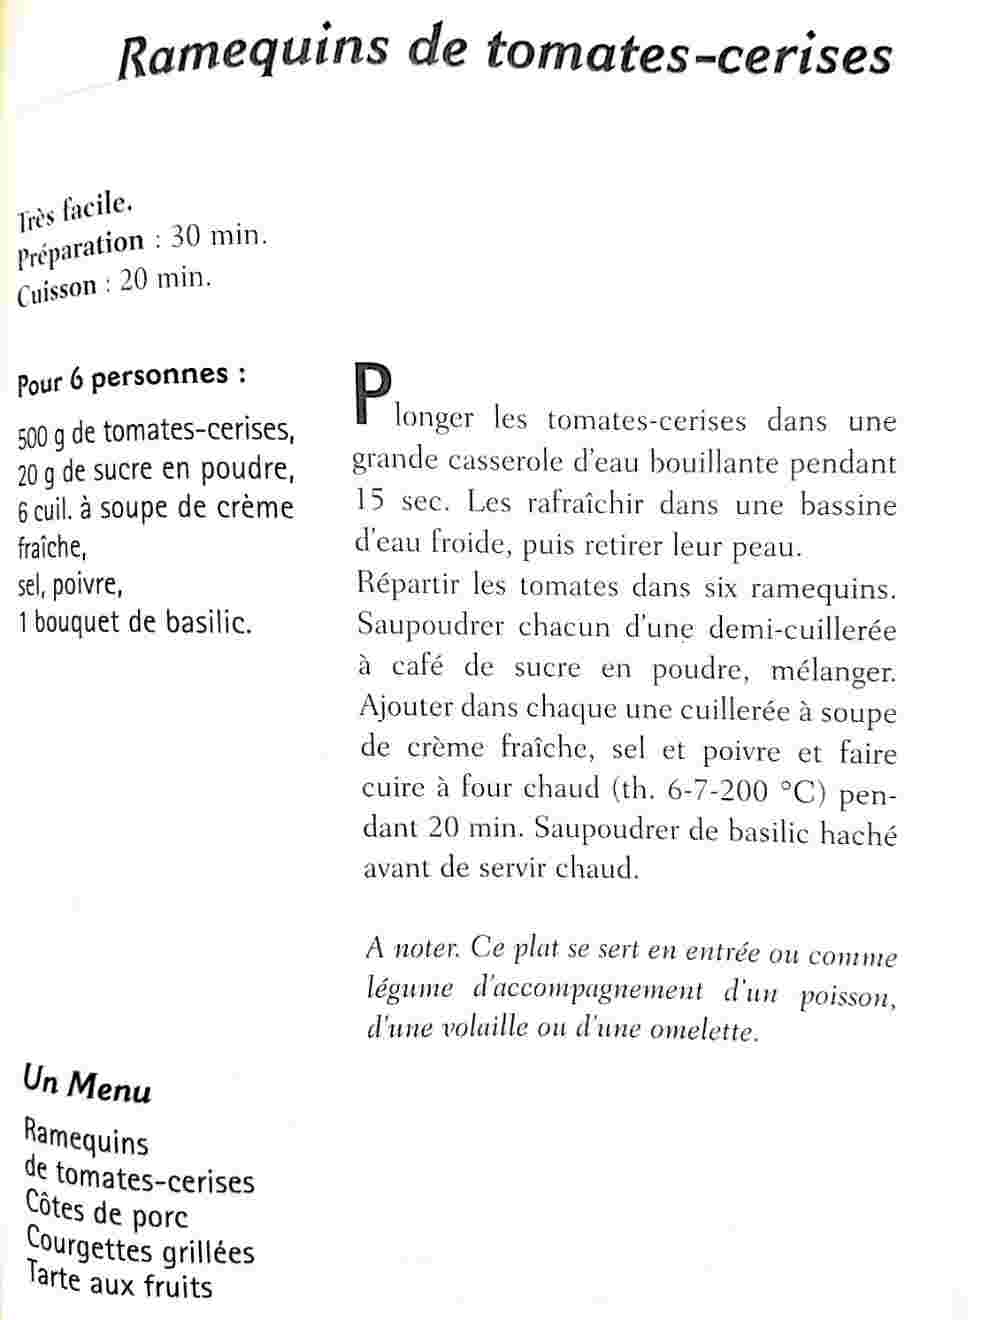 Ramequins de tomates-cerises
Très facile.
Préparation : 30 min.
Cuisson : 20 min.
Pour 6 personnes :
500 g de tomates-cerises,
20 g de sucre en poudre,
6 cuil. à soupe de crème
fraîche,
sel, poivre,
1 bouquet de basilic.
Plonger les tomates-cerises dans une
grande casserole d'eau bouillante pendant
15 sec. Les rafraîchir dans une bassine
d'eau froide, puis retirer leur peau.
Répartir les tomates dans six ramequins.
Saupoudrer chacun d'une demi-cuillerée
à café de sucre en poudre, mélanger.
Ajouter dans chaque une cuillerée à soupe
de crème fraîche, sel et poivre et faire
cuire à four chaud (th. 6-7-200 °C) pen-
dant 20 min. Saupoudrer de basilic haché
avant de servir chaud.
A noter. Ce plat se sert en entrée ou comme
légume d'accompagnement d'un poisson,
d'une volaille ou d'une omelette.
Un Menu
Ramequins
de tomates-cerises
Côtes de porc
Courgettes grillées
Tarte aux fruits